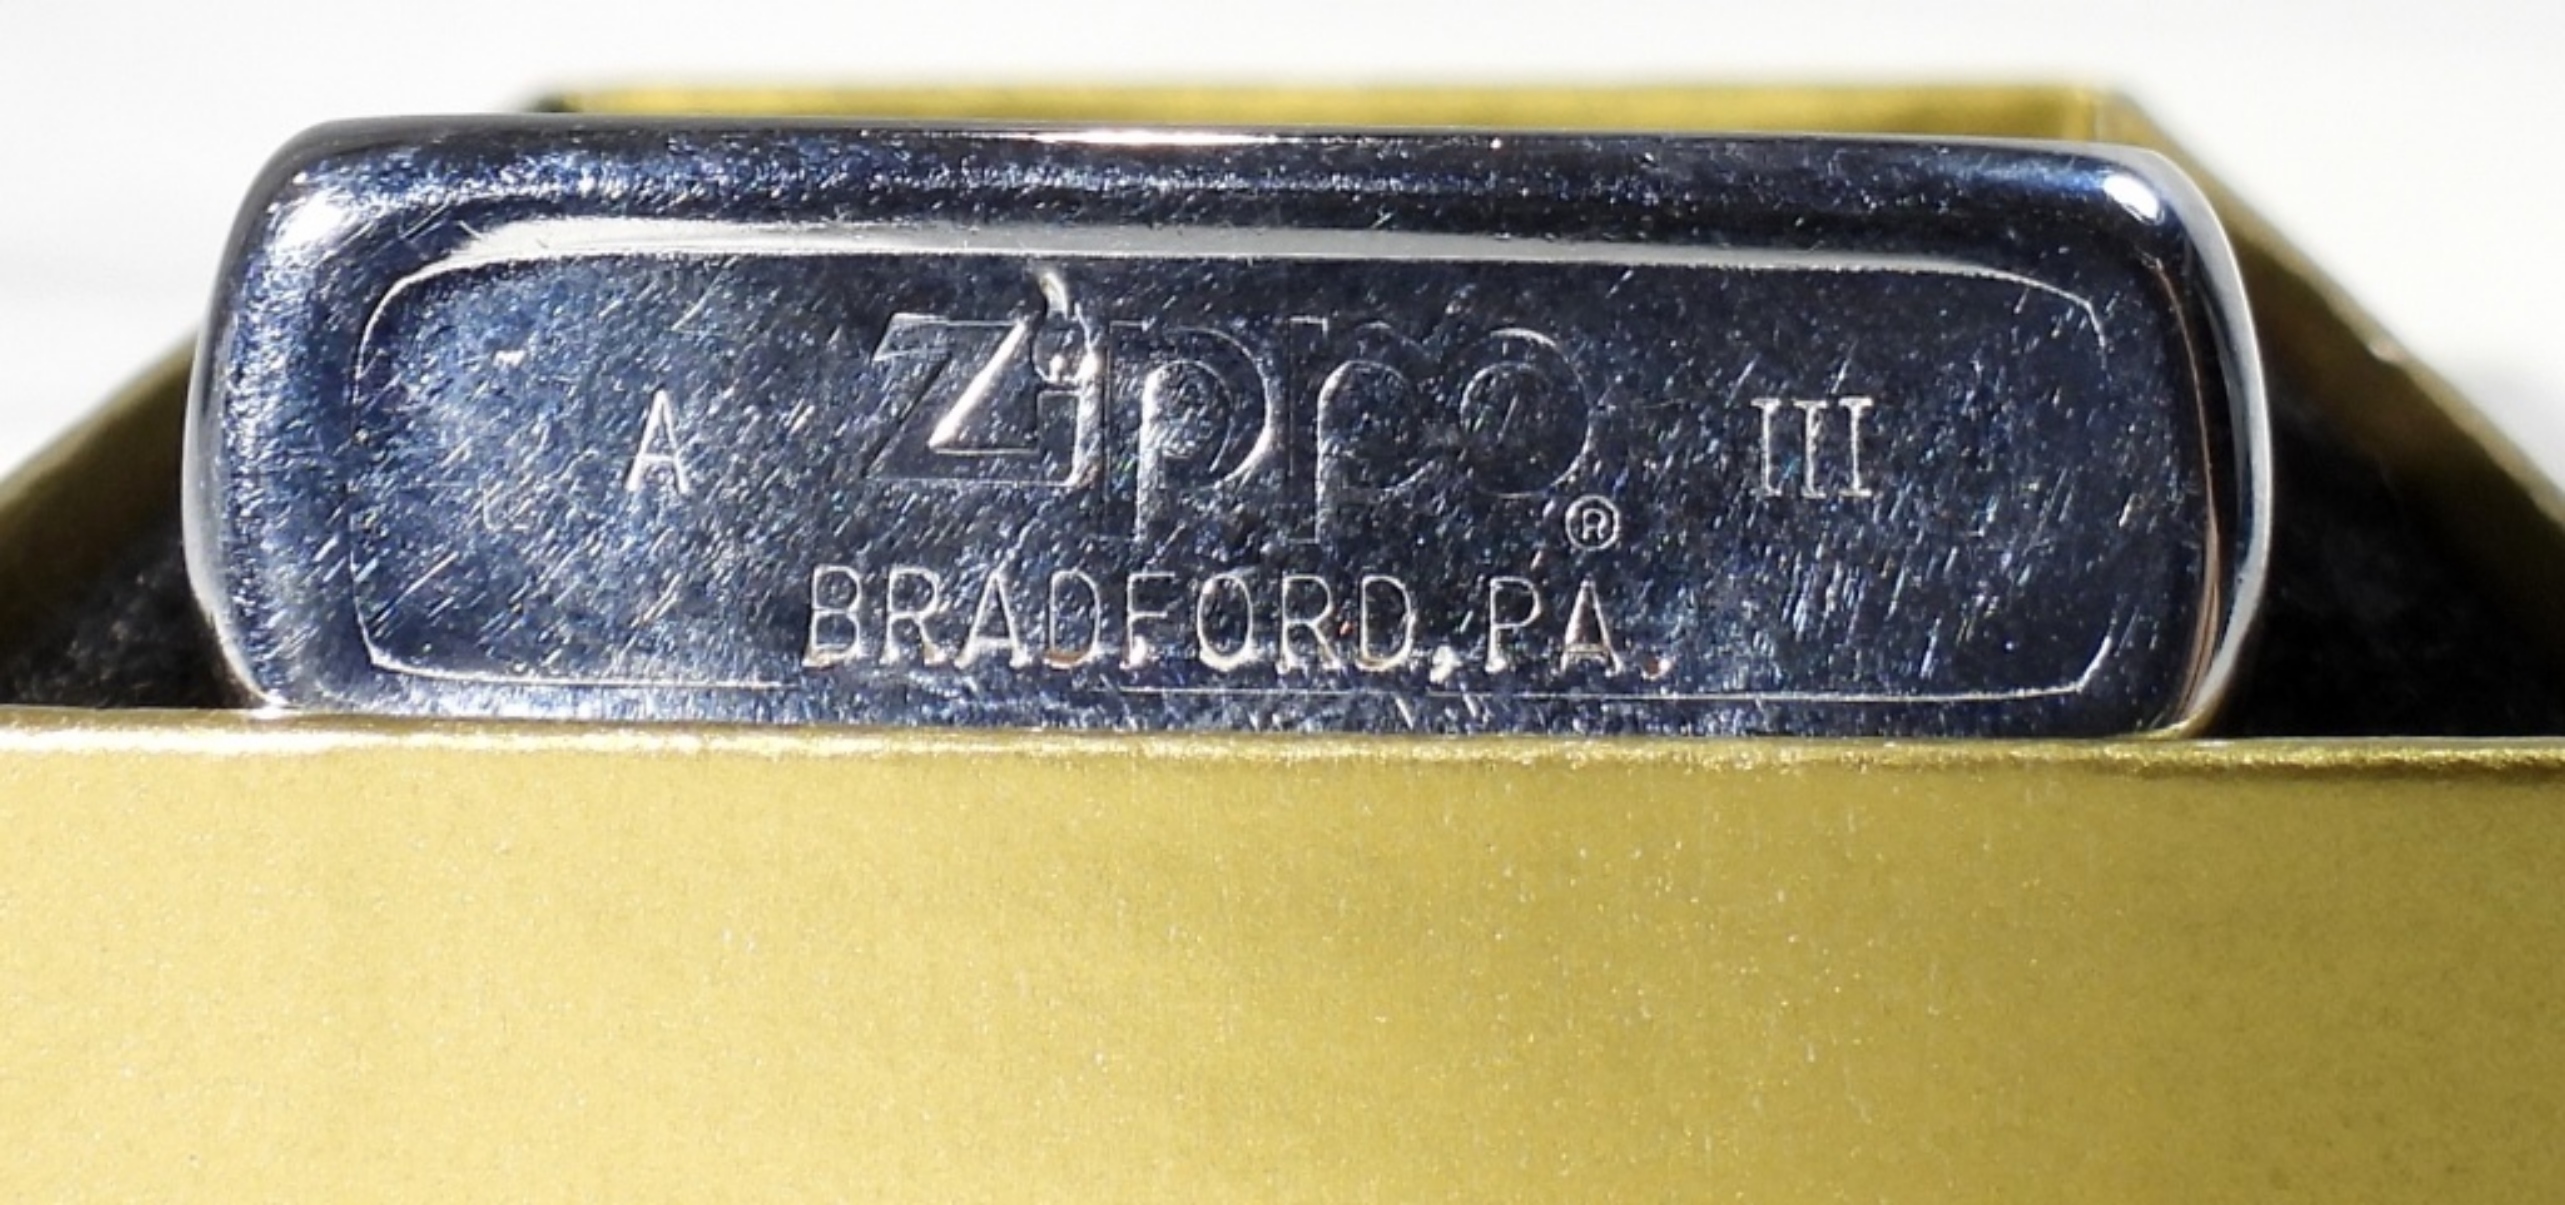 A Zippo® III
BRADFORD, PA.